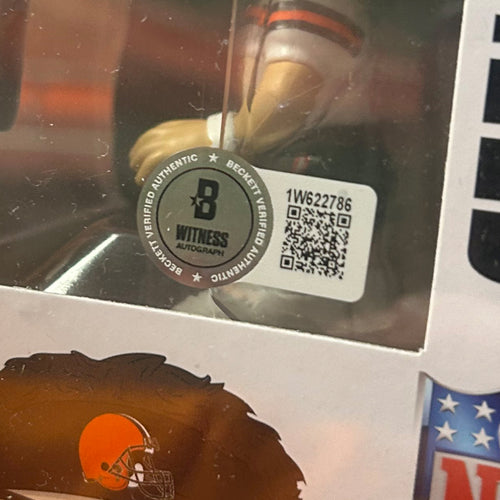 BECKETT VERIFIED AUTHENTIC ★ BECKETT VERIFIED AUTHENTIC ★
B
WITNESS
AUTOGRAPH
1W622786
N